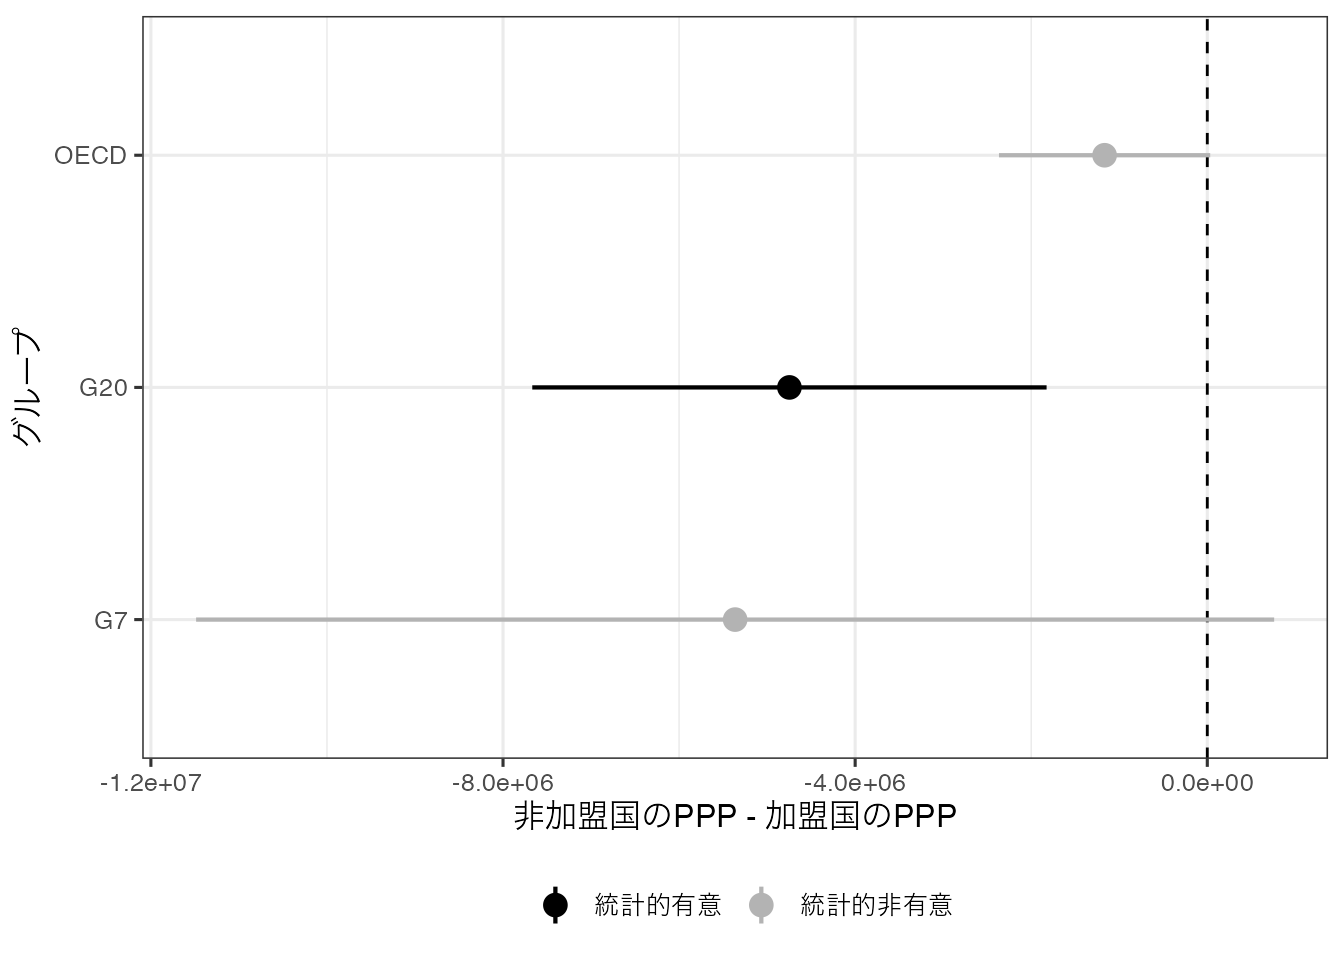 OECD
G20
G7
グループ
-1.2e+07
-8.0e+06
-4.0e+06
0.0e+00
非加盟国のPPP - 加盟国のPPP
統計的有意
統計的非有意